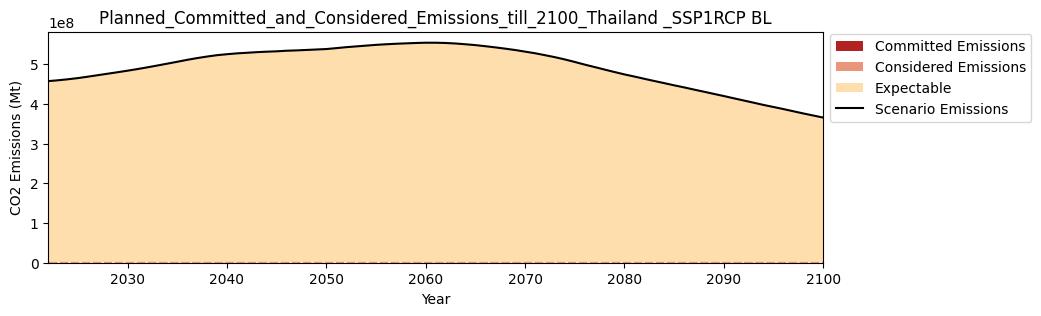 Planned_Committed_and_Considered_Emissions_till_2100_Thailand _SSP1RCP BL
1e8
5
4
3
2
1
0
CO2 Emissions (Mt)
2030 2040 2050 2060 2070 2080 2090 2100
Year
Committed Emissions
Considered Emissions
Expectable
Scenario Emissions